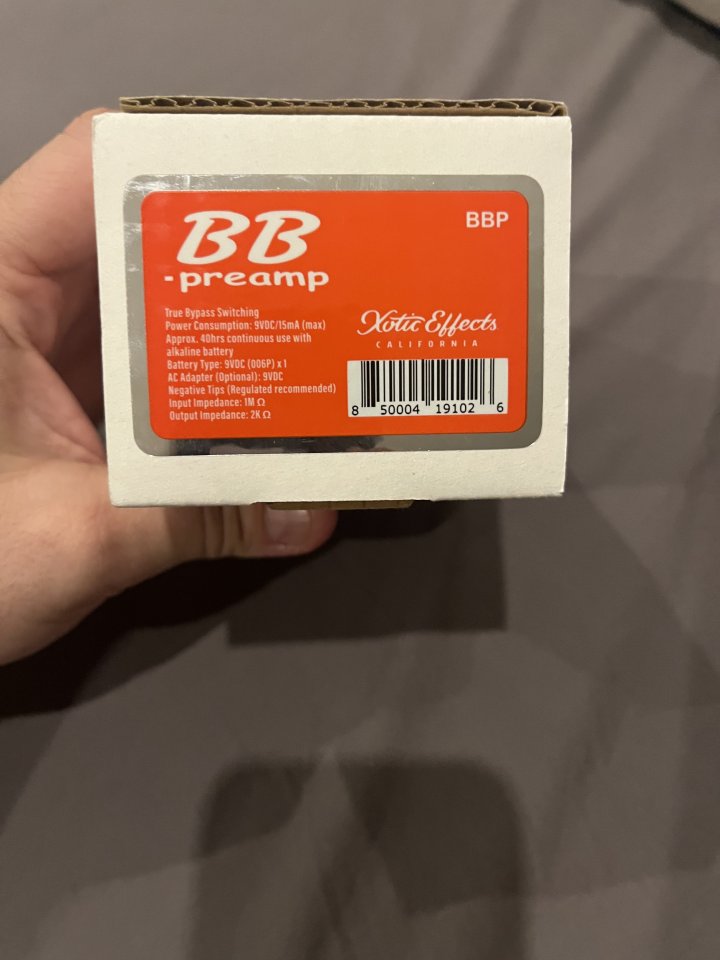 BB
-preamp
BBP
True Bypass Switching
Power Consumption: 9VDC/15mA (max)
Approx. 40hrs continuous use with
alkaline battery
Battery Type: 9VDC (006P) x 1
AC Adapter (Optional): 9VDC
Negative Tips (Regulated recommended)
Input Impedance: 1M Ω
Output Impedance: 2K Ω
Xotic Effects
CALIFORNIA
8 50004 19102 6